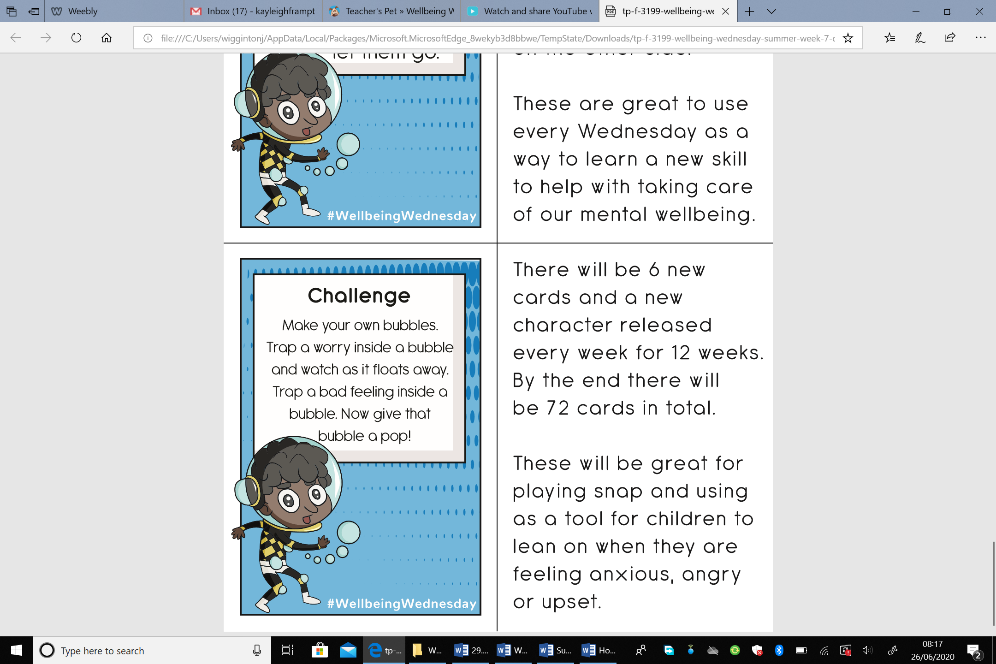 Weekly
Inbox (17) - kayleighframpt
Teacher's Pet » Wellbeing W
Watch and share YouTube v
tp-f-3199-wellbeing-we
file:///C:/Users/wiggintonj/AppData/Local/Packages/Microsoft.MicrosoftEdge_8wekyb3d8bbwe/TempState/Downloads/tp-f-3199-wellbeing-wednesday-summer-week-7-c
let them go.
#WellbeingWednesday
on the other side.
These are great to use
every Wednesday as a
way to learn a new skill
to help with taking care
of our mental wellbeing.
Challenge
Make your own bubbles.
Trap a worry inside a bubble
and watch as it floats away.
Trap a bad feeling inside a
bubble. Now give that
bubble a pop!
#WellbeingWednesday
There will be 6 new
cards and a new
character released
every week for 12 weeks.
By the end there will
be 72 cards in total.
These will be great for
playing snap and using
as a tool for children to
lean on when they are
feeling anxious, angry
or upset.
Type here to search
tp-...
W...
29....
W...
Su...
Ho...
08:17
26/06/2020
2